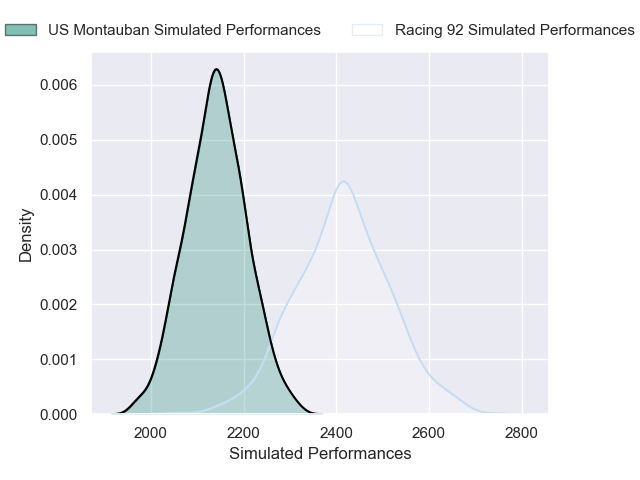 US Montauban Simulated Performances
Racing 92 Simulated Performances
0.006
0.005
0.004
0.003
0.002
0.001
0.000
Density
2000 2200 2400 2600 2800
Simulated Performances